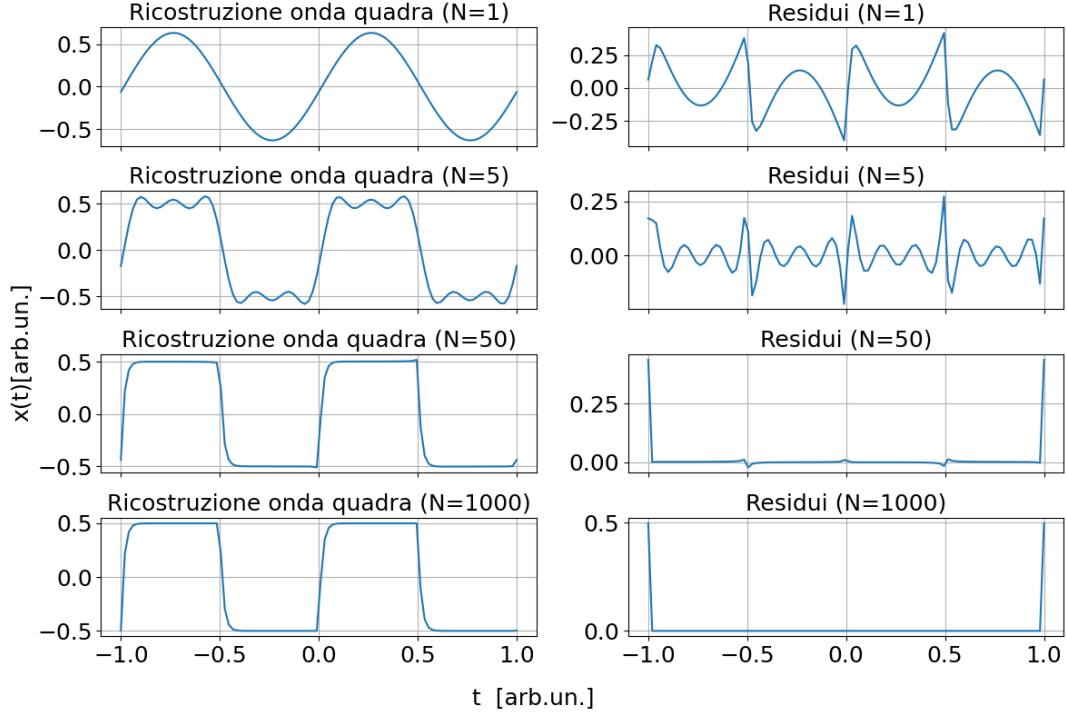 Ricostruzione onda quadra (N=1)
Residui (N=1)
0.5
0.0
−0.5
0.25
0.00
−0.25
Ricostruzione onda quadra (N=5)
Residui (N=5)
0.5
0.0
−0.5
0.25
0.00
Ricostruzione onda quadra (N=50)
Residui (N=50)
0.5
0.0
−0.5
0.25
0.00
Ricostruzione onda quadra (N=1000)
Residui (N=1000)
0.5
0.0
−0.5
0.5
0.0
−1.0 −0.5 0.0 0.5 1.0
−1.0 −0.5 0.0 0.5 1.0
x(t)[arb.un.]
t [arb.un.]